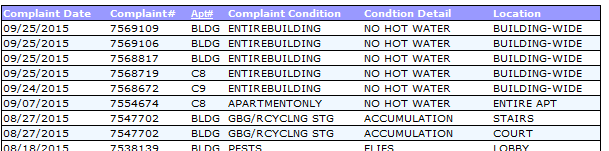 Complaint Date Complaint# Apt# Complaint Condition Condtion Detail Location
09/25/2015 7569109 BLDG ENTIREBUILDING NO HOT WATER BUILDING-WIDE
09/25/2015 7569106 BLDG ENTIREBUILDING NO HOT WATER BUILDING-WIDE
09/25/2015 7568817 BLDG ENTIREBUILDING NO HOT WATER BUILDING-WIDE
09/25/2015 7568719 C8 ENTIREBUILDING NO HOT WATER BUILDING-WIDE
09/24/2015 7568672 C9 ENTIREBUILDING NO HOT WATER BUILDING-WIDE
09/07/2015 7554674 C8 APARTMENTONLY NO HOT WATER ENTIRE APT
08/27/2015 7547702 BLDG GBG/RCYCLNG STG ACCUMULATION STAIRS
08/27/2015 7547702 BLDG GBG/RCYCLNG STG ACCUMULATION COURT
08/18/2015 7538139 BLDG PESTS FLIES LOBBY